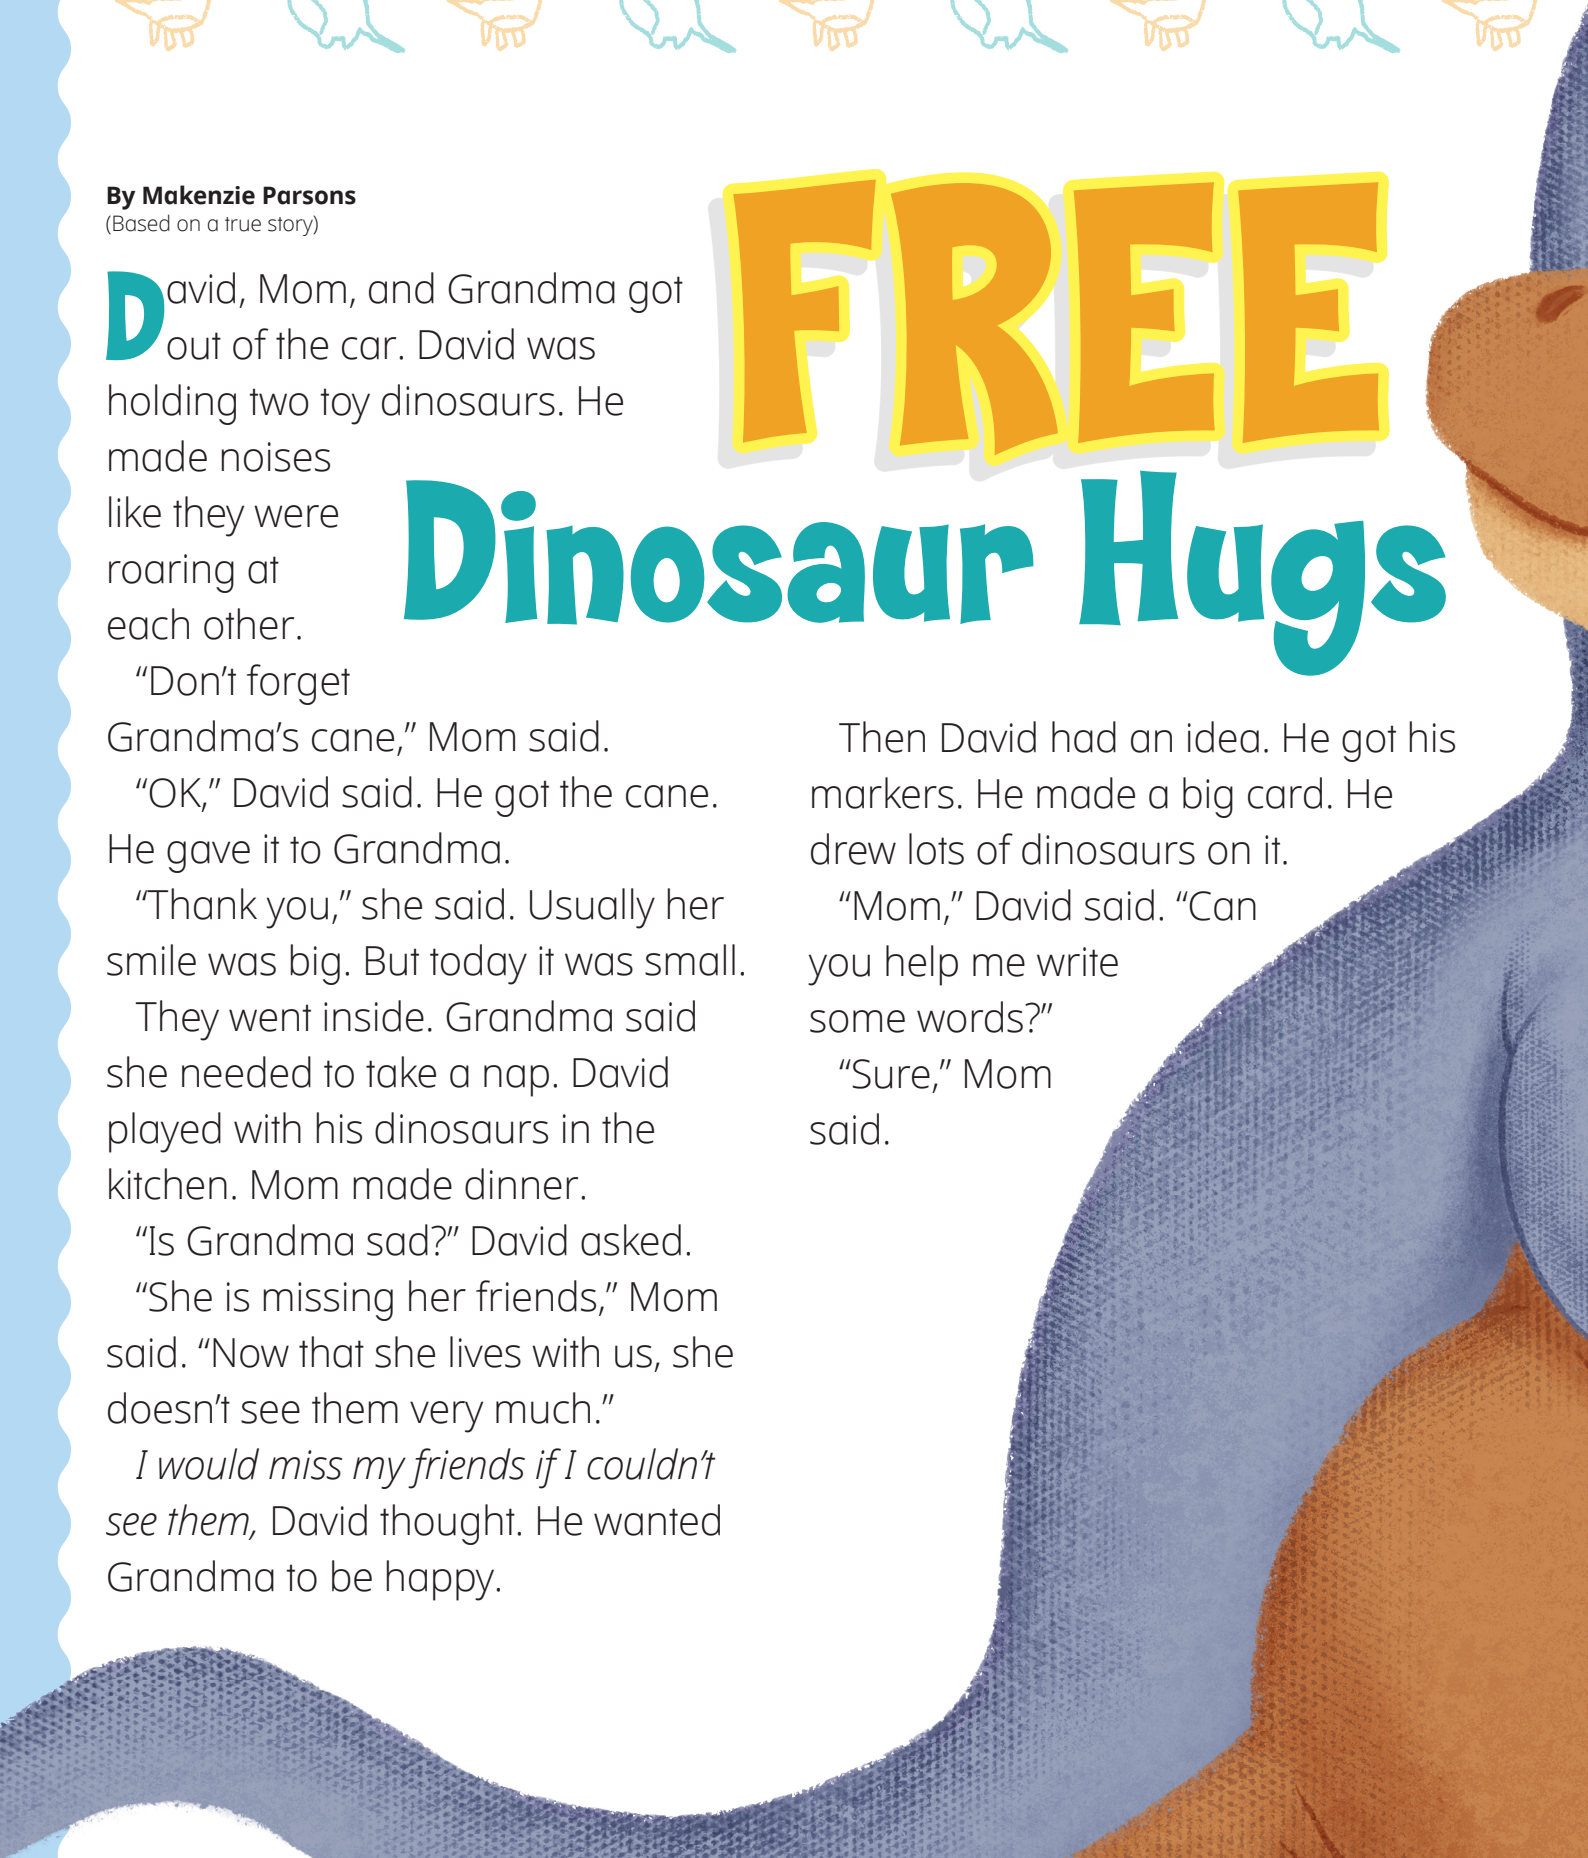 By Makenzie Parsons
(Based on a true story)
FREE
Dinosaur Hugs
David, Mom, and Grandma got
out of the car. David was
holding two toy dinosaurs. He
made noises
like they were
roaring at
each other.
“Don’t forget
Grandma’s cane,” Mom said.
“OK,” David said. He got the cane.
He gave it to Grandma.
“Thank you,” she said. Usually her
smile was big. But today it was small.
They went inside. Grandma said
she needed to take a nap. David
played with his dinosaurs in the
kitchen. Mom made dinner.
“Is Grandma sad?” David asked.
“She is missing her friends,” Mom
said. “Now that she lives with us, she
doesn’t see them very much.”
I would miss my friends if I couldn’t
see them, David thought. He wanted
Grandma to be happy.
Then David had an idea. He got his
markers. He made a big card. He
drew lots of dinosaurs on it.
“Mom,” David said. “Can
you help me write
some words?”
“Sure,” Mom
said.